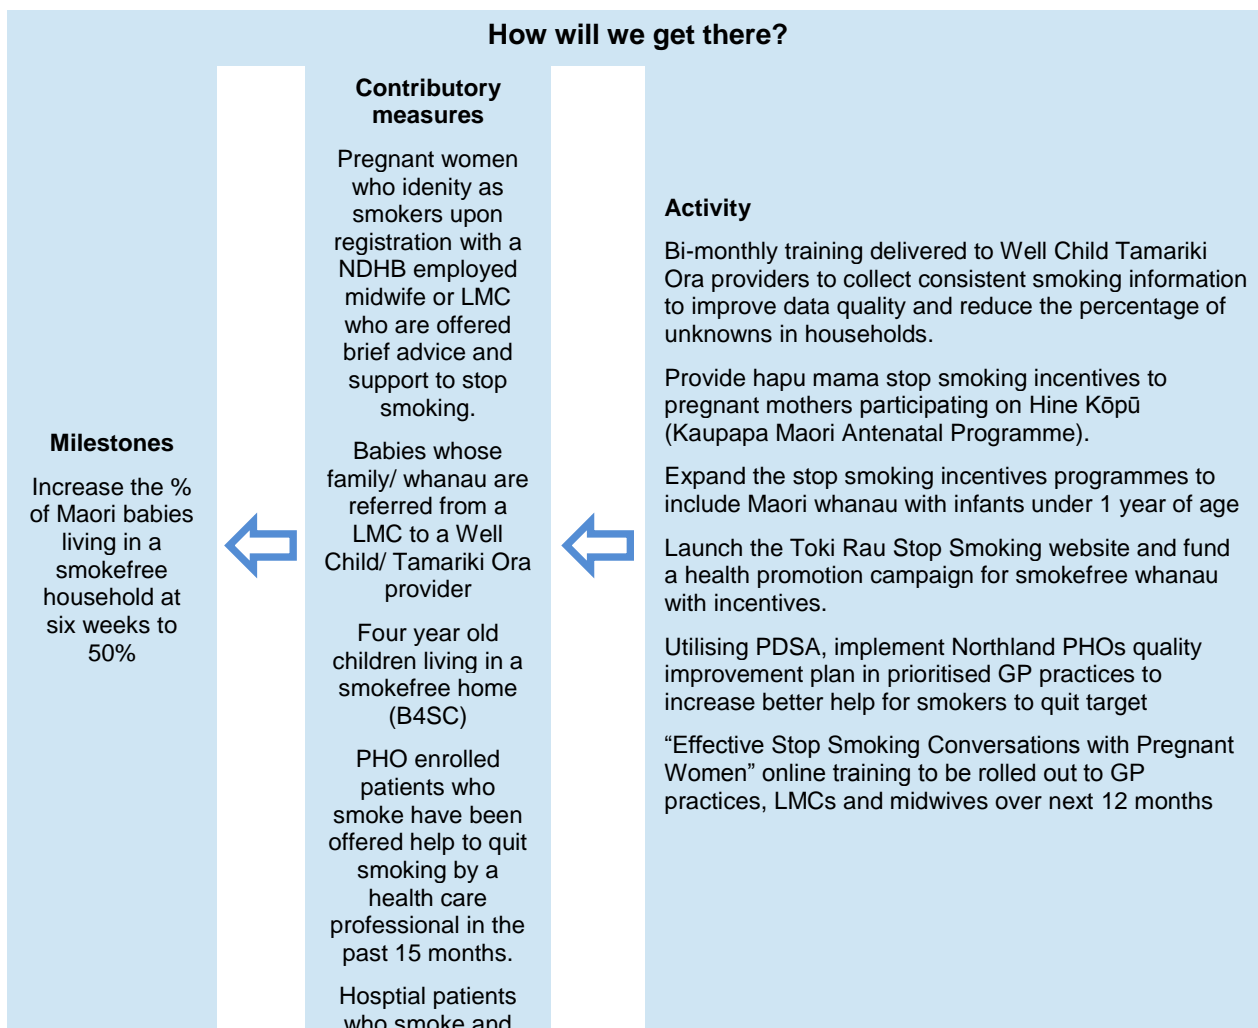 How will we get there?
Milestones
Increase the %
of Maori babies
living in a
smokefree
household at
six weeks to
50%
Contributory
measures
Pregnant women
who idenity as
smokers upon
registration with a
NDHB employed
midwife or LMC
who are offered
brief advice and
support to stop
smoking.
Babies whose
family/ whanau are
referred from a
LMC to a Well
Child/ Tamariki Ora
provider
Four year old
children living in a
smokefree home
(B4SC)
PHO enrolled
patients who
smoke have been
offered help to quit
smoking by a
health care
professional in the
past 15 months.
Hosptial patients
who smoke and
Activity
Bi-monthly training delivered to Well Child Tamariki
Ora providers to collect consistent smoking information
to improve data quality and reduce the percentage of
unknowns in households.
Provide hapu mama stop smoking incentives to
pregnant mothers participating on Hine Kōpū
(Kaupapa Maori Antenatal Programme).
Expand the stop smoking incentives programmes to
include Maori whanau with infants under 1 year of age
Launch the Toki Rau Stop Smoking website and fund
a health promotion campaign for smokefree whanau
with incentives.
Utilising PDSA, implement Northland PHOs quality
improvement plan in prioritised GP practices to
increase better help for smokers to quit target
“Effective Stop Smoking Conversations with Pregnant
Women” online training to be rolled out to GP
practices, LMCs and midwives over next 12 months